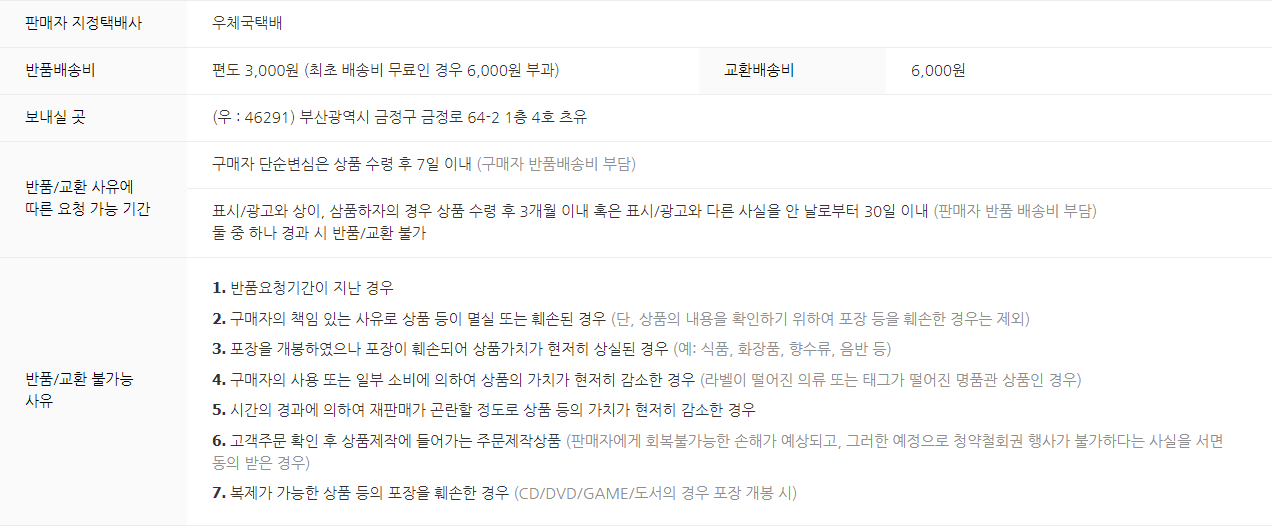 판매자 지정택배사
우체국택배
반품배송비
편도 3,000원 (최초 배송비 무료인 경우 6,000원 부과)
교환배송비
6,000원
보내실 곳
(우 : 46291) 부산광역시 금정구 금정로 64-2 1층 4호 츠유
반품/교환 사유에
따른 요청 가능 기간
구매자 단순변심은 상품 수령 후 7일 이내 (구매자 반품배송비 부담)
표시/광고와 상이, 상품하자의 경우 상품 수령 후 3개월 이내 혹은 표시/광고와 다른 사실을 안 날로부터 30일 이내 (판매자 반품 배송비 부담)
둘 중 하나 경과 시 반품/교환 불가
반품/교환 불가능
사유
1. 반품요청기간이 지난 경우
2. 구매자의 책임 있는 사유로 상품 등이 멸실 또는 훼손된 경우 (단, 상품의 내용을 확인하기 위하여 포장 등을 훼손한 경우는 제외)
3. 포장을 개봉하였으나 포장이 훼손되어 상품가치가 현저히 상실된 경우 (예: 식품, 화장품, 향수류, 음반 등)
4. 구매자의 사용 또는 일부 소비에 의하여 상품의 가치가 현저히 감소한 경우 (라벨이 떨어진 의류 또는 태그가 떨어진 명품관 상품인 경우)
5. 시간의 경과에 의하여 재판매가 곤란할 정도로 상품 등의 가치가 현저히 감소한 경우
6. 고객주문 확인 후 상품제작에 들어가는 주문제작상품 (판매자에게 회복불가능한 손해가 예상되고, 그러한 예정으로 청약철회권 행사가 불가하다는 사실을 서면
동의 받은 경우)
7. 복제가 가능한 상품 등의 포장을 훼손한 경우 (CD/DVD/GAME/도서의 경우 포장 개봉 시)